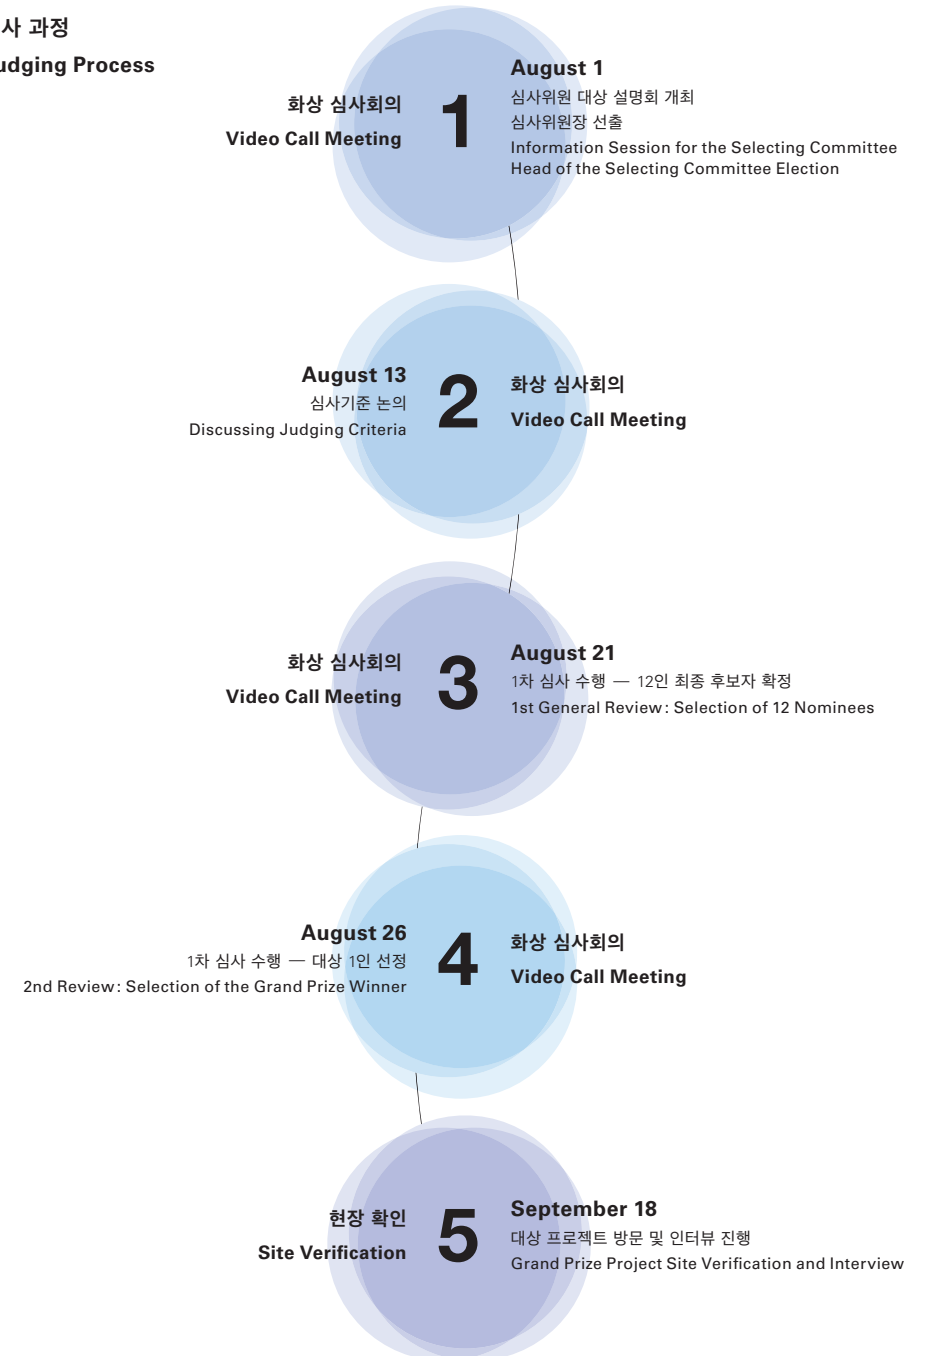 사 과정
udging Process
화상 심사회의
Video Call Meeting
1
August 1
심사위원 대상 설명회 개최
심사위원장 선출
Information Session for the Selecting Committee
Head of the Selecting Committee Election
August 13
심사기준 논의
Discussing Judging Criteria
2
화상 심사회의
Video Call Meeting
화상 심사회의
Video Call Meeting
3
August 21
1차 심사 수행 — 12인 최종 후보자 확정
1st General Review: Selection of 12 Nominees
August 26
1차 심사 수행 — 대상 1인 선정
2nd Review: Selection of the Grand Prize Winner
4
화상 심사회의
Video Call Meeting
현장 확인
Site Verification
5
September 18
대상 프로젝트 방문 및 인터뷰 진행
Grand Prize Project Site Verification and Interview